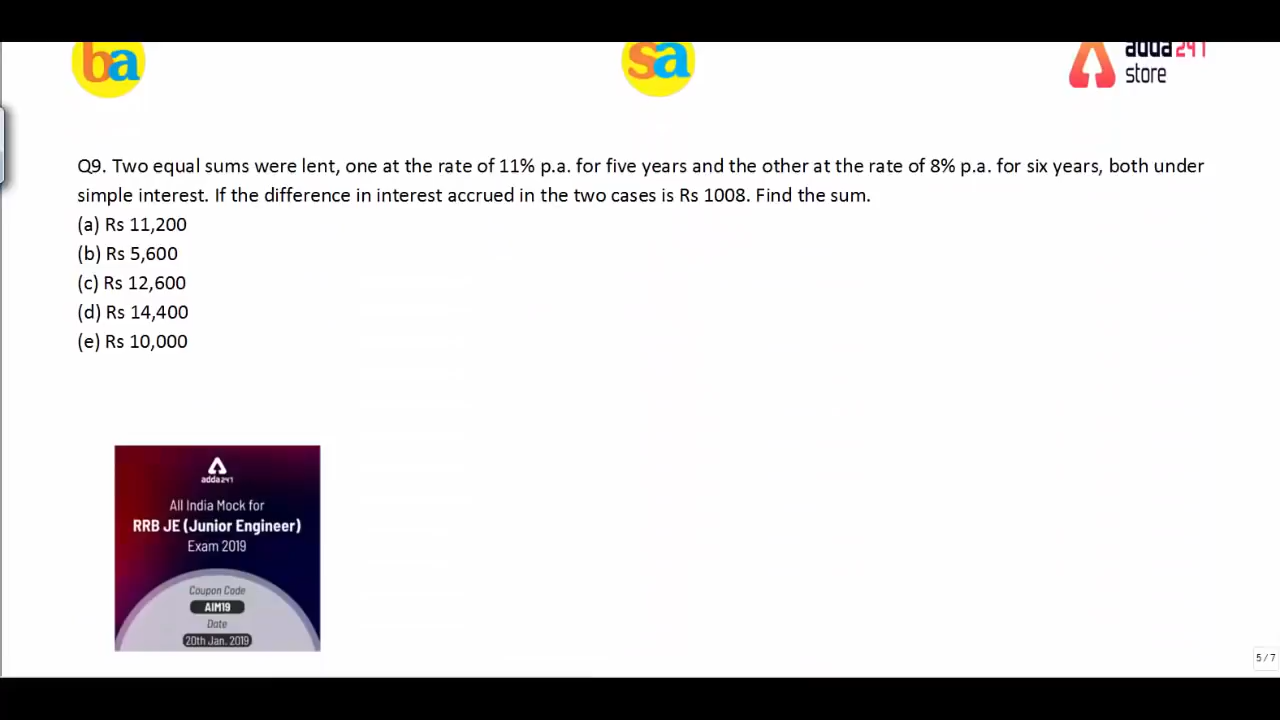 ba
sa
adda 247
store
Q9. Two equal sums were lent, one at the rate of 11% p.a. for five years and the other at the rate of 8% p.a. for six years, both under
simple interest. If the difference in interest accrued in the two cases is Rs 1008. Find the sum.
(a) Rs 11,200
(b) Rs 5,600
(c) Rs 12,600
(d) Rs 14,400
(e) Rs 10,000
adda247
All India Mock for
RRB JE (Junior Engineer)
Exam 2019
Coupon Code
AIM19
Date
20th Jan. 2019
5 / 7